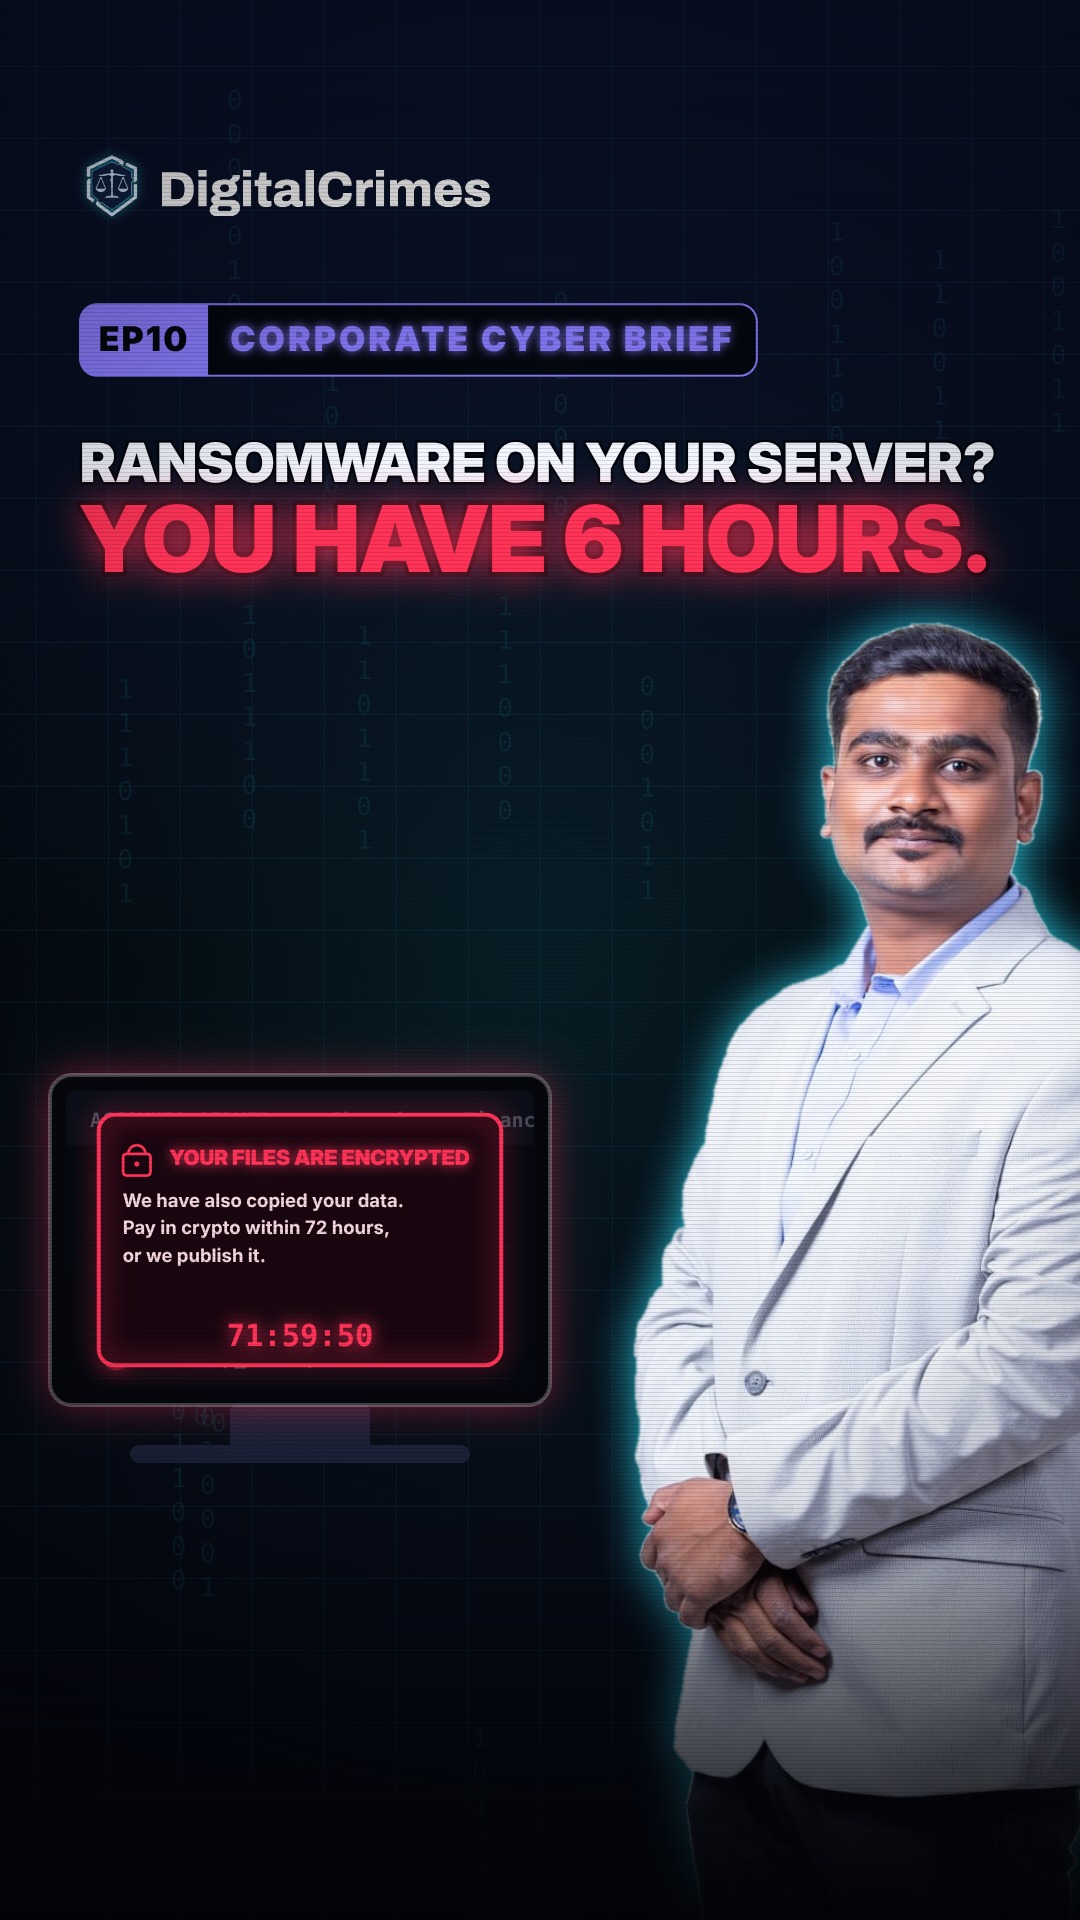 DigitalCrimes
EP10 CORPORATE CYBER BRIEF
RANSOMWARE ON YOUR SERVER?
YOU HAVE 6 HOURS.
YOUR FILES ARE ENCRYPTED
We have also copied your data.
Pay in crypto within 72 hours,
or we publish it.
71:59:50